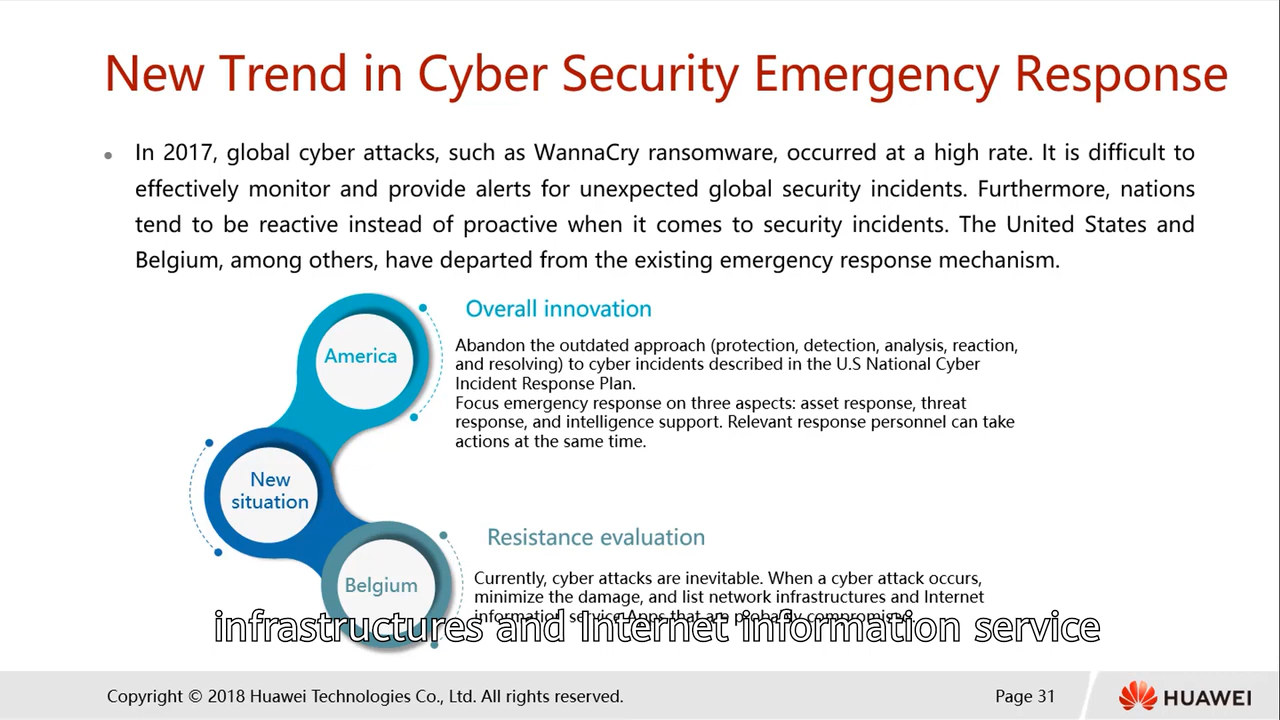 New Trend in Cyber Security Emergency Response
In 2017, global cyber attacks, such as WannaCry ransomware, occurred at a high rate. It is difficult to
effectively monitor and provide alerts for unexpected global security incidents. Furthermore, nations
tend to be reactive instead of proactive when it comes to security incidents. The United States and
Belgium, among others, have departed from the existing emergency response mechanism.
America
Overall innovation
Abandon the outdated approach (protection, detection, analysis, reaction,
and resolving) to cyber incidents described in the U.S National Cyber
Incident Response Plan.
Focus emergency response on three aspects: asset response, threat
response, and intelligence support. Relevant response personnel can take
actions at the same time.
New
situation
Belgium
Resistance evaluation
Currently, cyber attacks are inevitable. When a cyber attack occurs,
minimize the damage, and list network infrastructures and Internet
information service Apps that are probably
infrastructures and Internet information service
Copyright © 2018 Huawei Technologies Co., Ltd. All rights reserved.
Page 31
HUAWEI